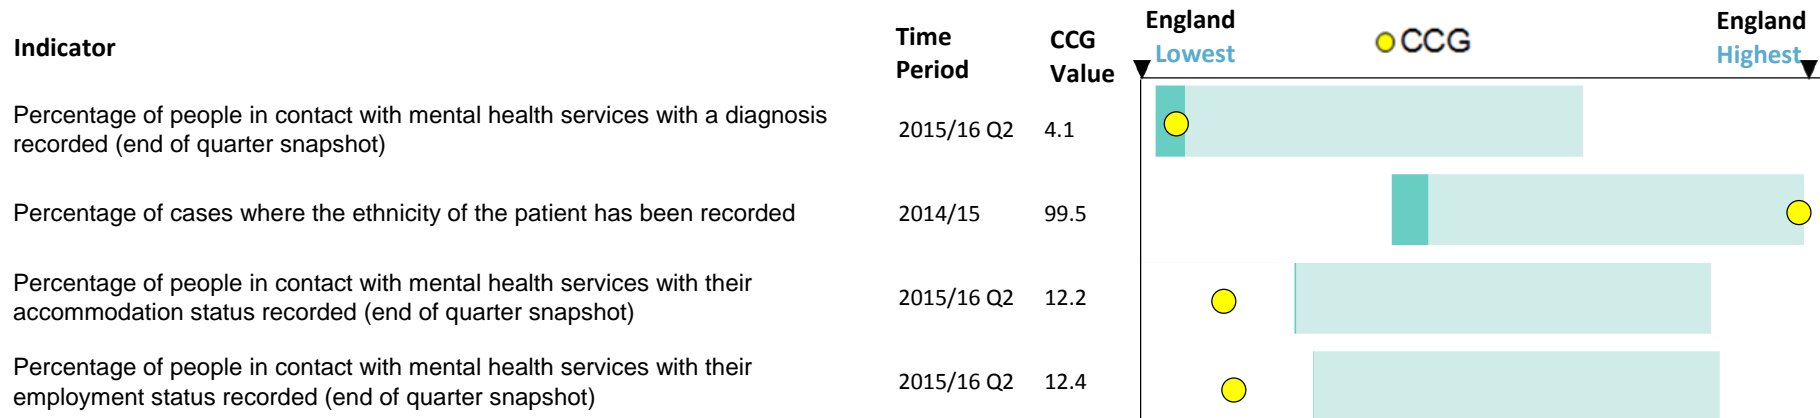 Indicator
Time
Period
CCG
Value
England
Lowest
CCG
England
Highest
Percentage of people in contact with mental health services with a diagnosis
recorded (end of quarter snapshot)
2015/16 Q2
4.1
Percentage of cases where the ethnicity of the patient has been recorded
2014/15
99.5
Percentage of people in contact with mental health services with their
accommodation status recorded (end of quarter snapshot)
2015/16 Q2
12.2
Percentage of people in contact with mental health services with their
employment status recorded (end of quarter snapshot)
2015/16 Q2
12.4